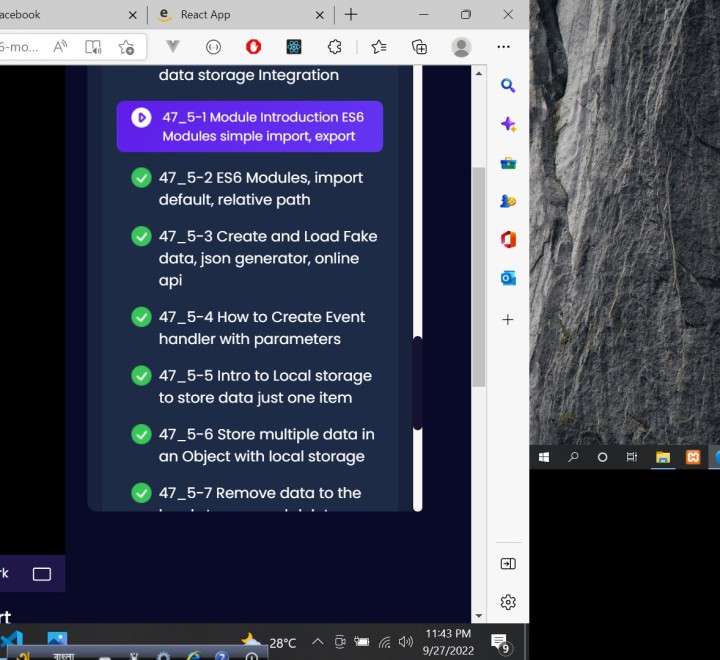 acebook
React App
6-mo...
data storage Integration
47_5-1 Module Introduction ES6
Modules simple import, export
47_5-2 ES6 Modules, import
default, relative path
47_5-3 Create and Load Fake
data, json generator, online
api
47_5-4 How to Create Event
handler with parameters
47_5-5 Intro to Local storage
to store data just one item
47_5-6 Store multiple data in
an Object with local storage
47_5-7 Remove data to the
rk
rt
28°C
11:43 PM
9/27/2022
9
বাংলা